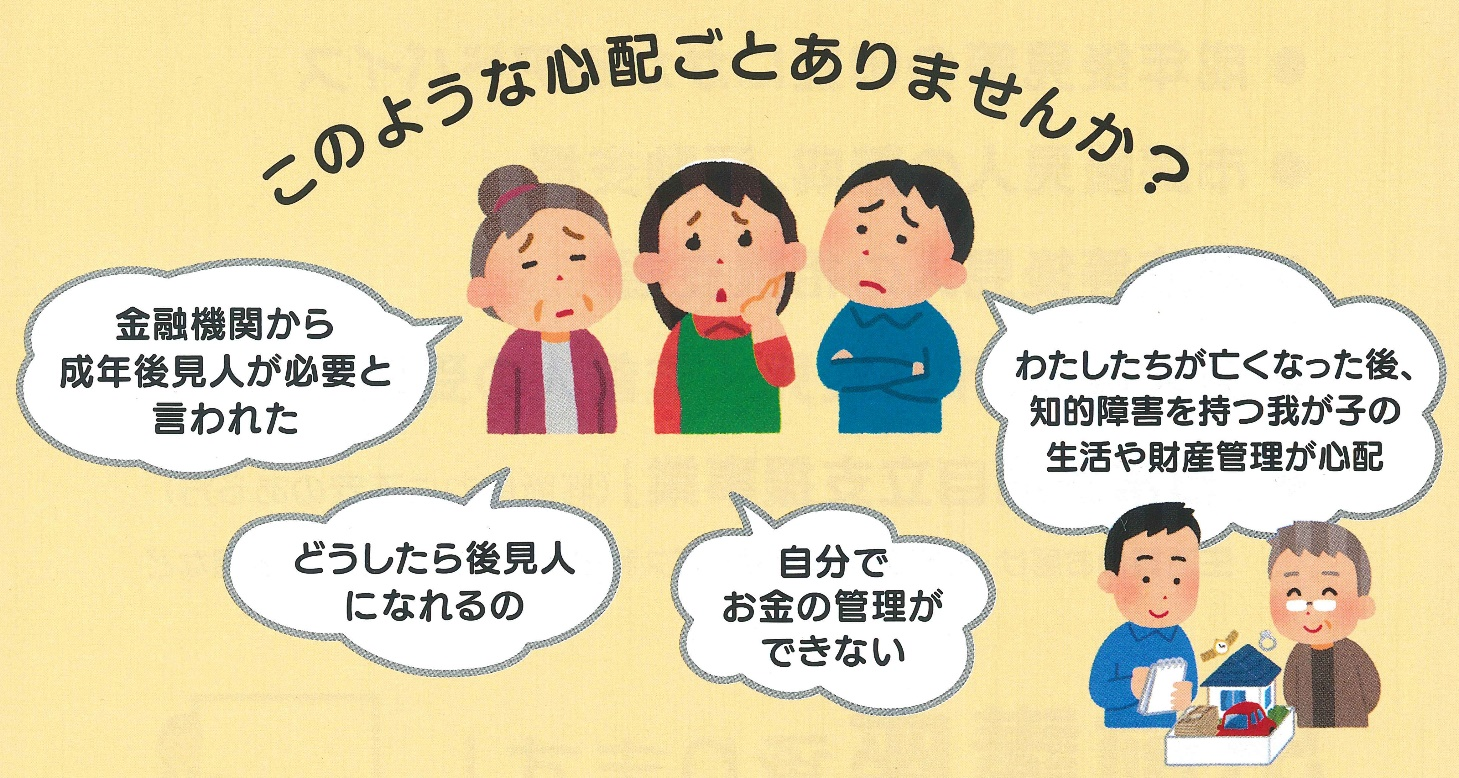 このような心配ごとありませんか？
金融機関から
成年後見人が必要と
言われた
わたしたちが亡くなった後、
知的障害を持つ我が子の
生活や財産管理が心配
どうしたら後見人
になれるの
自分で
お金の管理が
できない